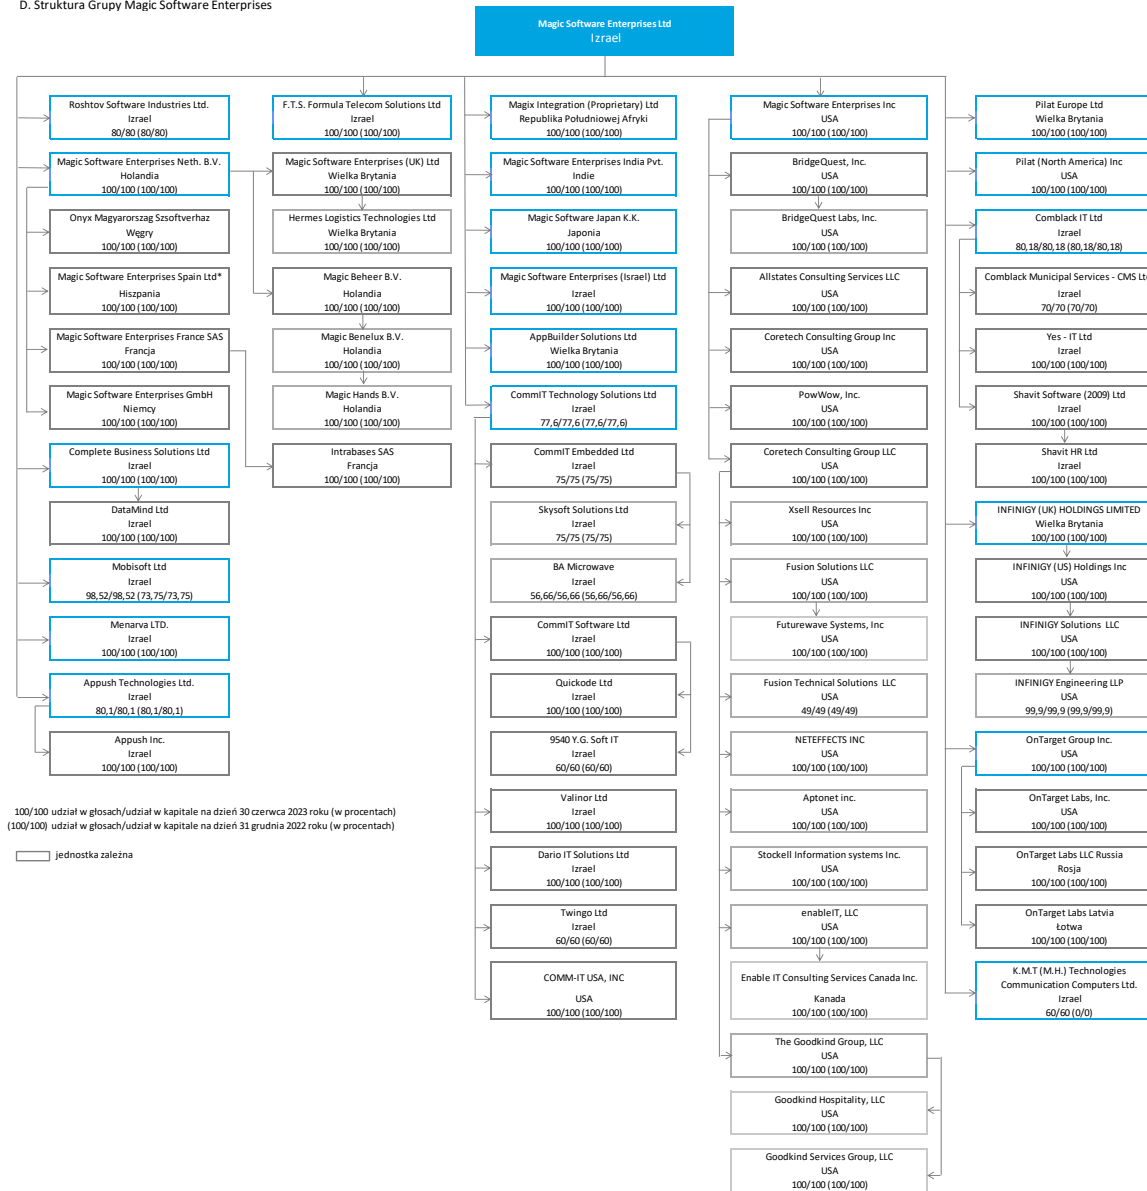 D. Struktura Grupy Magic Software Enterprises
Magic Software Enterprises Ltd
Izrael
Roshtov Software Industries Ltd.
Izrael
80/80 (80/80)
Magic Software Enterprises Neth. B.V.
Holandia
100/100 (100/100)
Onyx Magyarorszag Szsoftverhaz
Węgry
100/100 (100/100)
Magic Software Enterprises Spain Ltd*
Hiszpania
100/100 (100/100)
Magic Software Enterprises France SAS
Francja
100/100 (100/100)
Magic Software Enterprises GmbH
Niemcy
100/100 (100/100)
Complete Business Solutions Ltd
Izrael
100/100 (100/100)
DataMind Ltd
Izrael
100/100 (100/100)
Mobisoft Ltd
Izrael
98,52/98,52 (73,75/73,75)
Menarva LTD.
Izrael
100/100 (100/100)
Appush Technologies Ltd.
Izrael
80,1/80,1 (80,1/80,1)
Appush Inc.
Izrael
100/100 (100/100)
F.T.S. Formula Telecom Solutions Ltd
Izrael
100/100 (100/100)
Magic Software Enterprises (UK) Ltd
Wielka Brytania
100/100 (100/100)
Hermes Logistics Technologies Ltd
Wielka Brytania
100/100 (100/100)
Magic Beheer B.V.
Holandia
100/100 (100/100)
Magic Benelux B.V.
Holandia
100/100 (100/100)
Magic Hands B.V.
Holandia
100/100 (100/100)
Intrabases SAS
Francja
100/100 (100/100)
Magix Integration (Proprietary) Ltd
Republika Południowej Afryki
100/100 (100/100)
Magic Software Enterprises India Pvt.
Indie
100/100 (100/100)
Magic Software Japan K.K.
Japonia
100/100 (100/100)
Magic Software Enterprises (Israel) Ltd
Izrael
100/100 (100/100)
AppBuilder Solutions Ltd
Wielka Brytania
100/100 (100/100)
CommIT Technology Solutions Ltd
Izrael
77,6/77,6 (77,6/77,6)
CommIT Embedded Ltd
Izrael
75/75 (75/75)
Skysoft Solutions Ltd
Izrael
75/75 (75/75)
BA Microwave
Izrael
56,66/56,66 (56,66/56,66)
CommIT Software Ltd
Izrael
100/100 (100/100)
Quickode Ltd
Izrael
100/100 (100/100)
9540 Y.G. Soft IT
Izrael
60/60 (60/60)
Valinor Ltd
Izrael
100/100 (100/100)
Dario IT Solutions Ltd
Izrael
100/100 (100/100)
Twingo Ltd
Izrael
60/60 (60/60)
COMM-IT USA, INC
USA
100/100 (100/100)
Magic Software Enterprises Inc
USA
100/100 (100/100)
BridgeQuest, Inc.
USA
100/100 (100/100)
BridgeQuest Labs, Inc.
USA
100/100 (100/100)
Allstates Consulting Services LLC
USA
100/100 (100/100)
Coretech Consulting Group Inc
USA
100/100 (100/100)
PowWow, Inc.
USA
100/100 (100/100)
Coretech Consulting Group LLC
USA
100/100 (100/100)
Xsell Resources Inc
USA
100/100 (100/100)
Fusion Solutions LLC
USA
100/100 (100/100)
Futurewave Systems, Inc
USA
100/100 (100/100)
Fusion Technical Solutions LLC
USA
49/49 (49/49)
NETEFFECTS INC
USA
100/100 (100/100)
Aptonet inc.
USA
100/100 (100/100)
Stockell Information systems Inc.
USA
100/100 (100/100)
enableIT, LLC
USA
100/100 (100/100)
Enable IT Consulting Services Canada Inc.
Kanada
100/100 (100/100)
The Goodkind Group, LLC
USA
100/100 (100/100)
Goodkind Hospitality, LLC
USA
100/100 (100/100)
Goodkind Services Group, LLC
USA
100/100 (100/100)
Pilat Europe Ltd
Wielka Brytania
100/100 (100/100)
Pilat (North America) Inc
USA
100/100 (100/100)
Comblack IT Ltd
Izrael
80,18/80,18 (80,18/80,18)
Comblack Municipal Services - CMS Lt
Izrael
70/70 (70/70)
Yes - IT Ltd
Izrael
100/100 (100/100)
Shavit Software (2009) Ltd
Izrael
100/100 (100/100)
Shavit HR Ltd
Izrael
100/100 (100/100)
INFINIGY (UK) HOLDINGS LIMITED
Wielka Brytania
100/100 (100/100)
INFINIGY (US) Holdings Inc
USA
100/100 (100/100)
INFINIGY Solutions LLC
USA
100/100 (100/100)
INFINIGY Engineering LLP
USA
99,9/99,9 (99,9/99,9)
OnTarget Group Inc.
USA
100/100 (100/100)
OnTarget Labs, Inc.
USA
100/100 (100/100)
OnTarget Labs LLC Russia
Rosja
100/100 (100/100)
OnTarget Labs Latvia
Łotwa
100/100 (100/100)
K.M.T (M.H.) Technologies
Communication Computers Ltd.
Izrael
60/60 (0/0)
100/100 udział w głosach/udział w kapitale na dzień 30 czerwca 2023 roku (w procentach)
(100/100) udział w głosach/udział w kapitale na dzień 31 grudnia 2022 roku (w procentach)
jednostka zależna